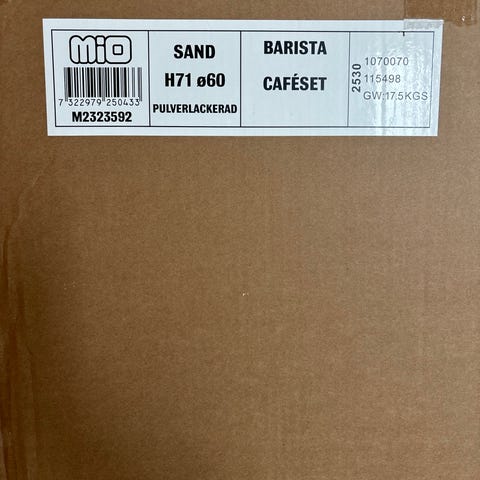 MiO
7 322979 250433
M2323592
SAND
H71 ø60
PULVERLACKERAD
BARISTA
CAFÉSET
2530
1070070
115498
GW:17.5KGS